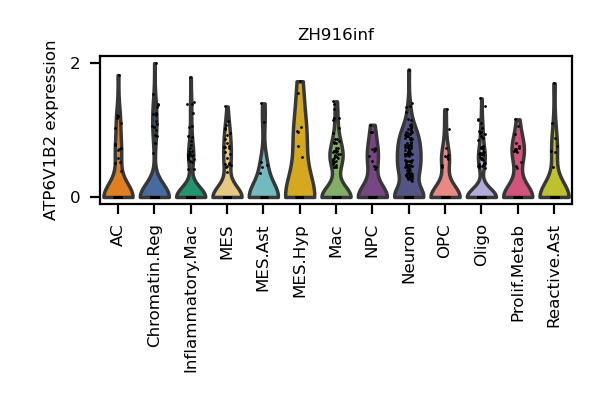 ZH916inf
ATP6V1B2 expression
2
0
AC
Chromatin.Reg
Inflammatory.Mac
MES
MES.Ast
MES.Hyp
Mac
NPC
Neuron
OPC
Oligo
Prolif.Metab
Reactive.Ast